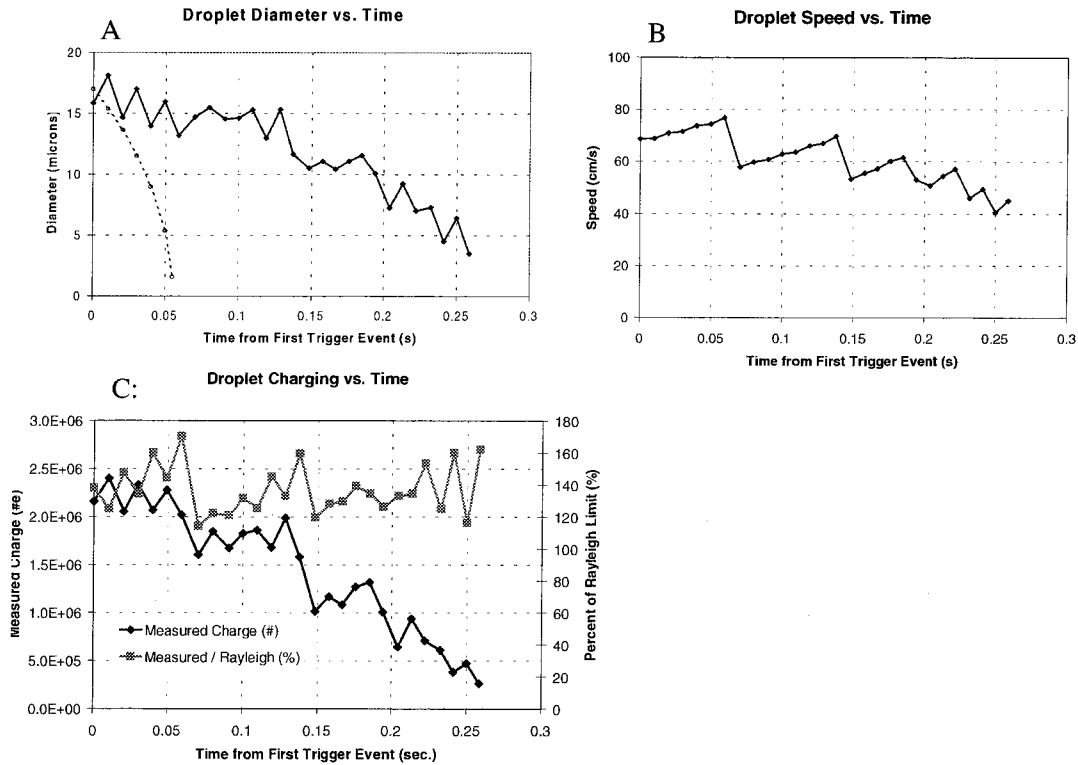 Droplet Diameter vs. Time
A
20
15
10
5
0
Diameter (microns)
0
0.05
0.1
0.15
0.2
0.25
0.3
Time from First Trigger Event (s)
Droplet Speed vs. Time
B
100
80
60
40
20
0
Speed (cm/s)
0
0.05
0.1
0.15
0.2
0.25
0.3
Time from First Trigger Event (s)
C:
Droplet Charging vs. Time
3.0E+06
2.5E+06
2.0E+06
1.5E+06
1.0E+06
5.0E+05
0.0E+00
Measured Charge (#e)
Measured Charge (#)
Measured / Rayleigh (%)
180
160
140
120
100
80
60
40
20
0
Percent of Rayleigh Limit (%)
0
0.05
0.1
0.15
0.2
0.25
0.3
Time from First Trigger Event (sec.)